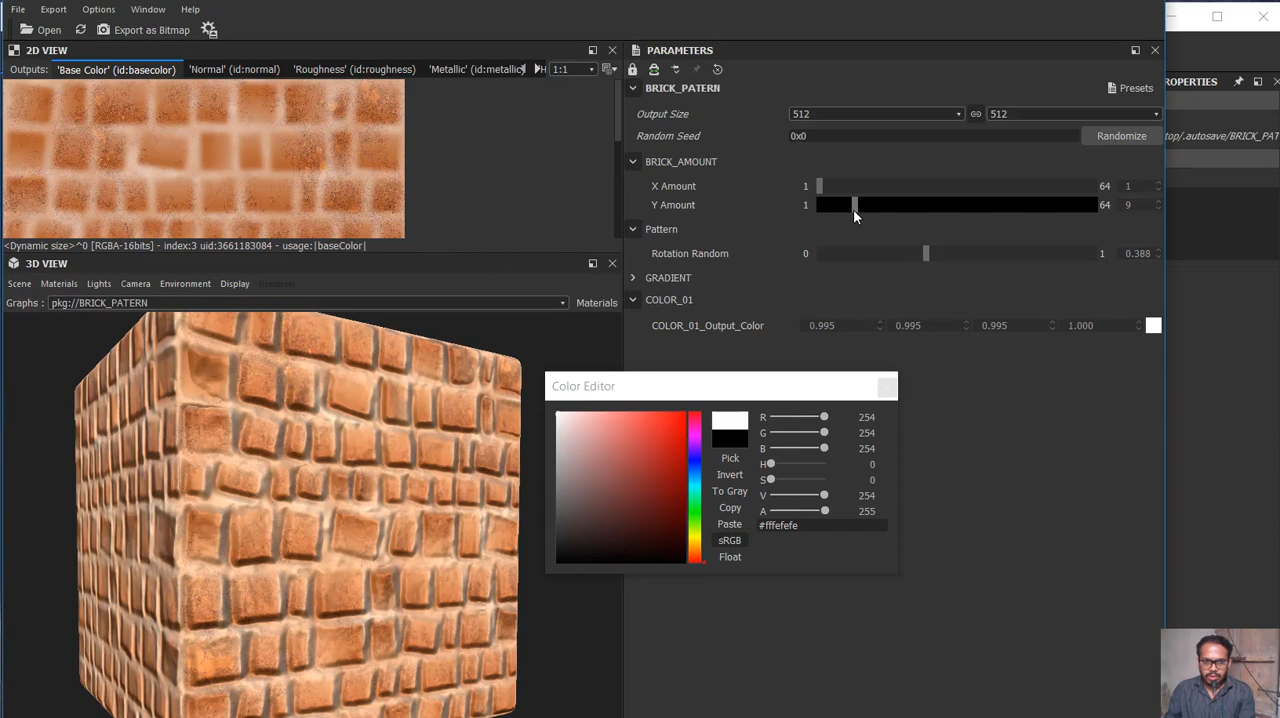 File Export Options Window Help
Open Export as Bitmap
2D VIEW
Outputs: 'Base Color' (id:basecolor) 'Normal' (id:normal) 'Roughness' (id:roughness) 'Metallic' (id:metallic) H 1:1
<Dynamic size>^0 [RGBA-16bits] - index:3 uid:3661183084 - usage:|baseColor|
3D VIEW
Scene Materials Lights Camera Environment Display Renderer
Graphs : pkg://BRICK_PATERN Materials
PARAMETERS
BRICK_PATERN Presets
Output Size 512 512
Random Seed 0x0 Randomize
BRICK_AMOUNT
X Amount 1 64 1
Y Amount 1 64 9
Pattern
Rotation Random 0 1 0.388
GRADIENT
COLOR_01
COLOR_01_Output_Color 0.995 0.995 0.995 1.000
Color Editor
R 254
G 254
B 254
Pick
H 0
Invert
S 0
To Gray
V 254
Copy
A 255
Paste
#fffefefe
sRGB
Float
ROPERTIES
top/.autosave/BRICK_PAT